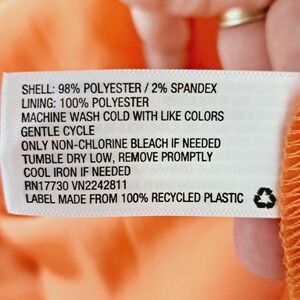 SHELL: 98% POLYESTER / 2% SPANDEX
LINING: 100% POLYESTER
MACHINE WASH COLD WITH LIKE COLORS
GENTLE CYCLE
ONLY NON-CHLORINE BLEACH IF NEEDED
TUMBLE DRY LOW, REMOVE PROMPTLY
COOL IRON IF NEEDED
RN17730 VN2242811
LABEL MADE FROM 100% RECYCLED PLASTIC